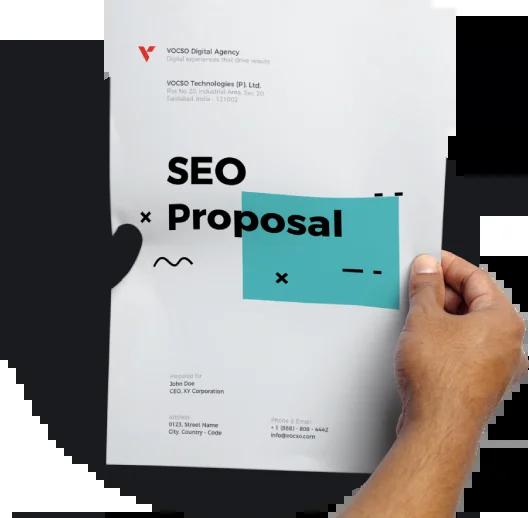 VOCSO Digital Agency
Digital experiences that drive results
VOCSO Technologies (P). Ltd.
Plot No 20, Industrial Area, Sec 20
Faridabad, India - 121002
SEO
Proposal
Prepared for
John Doe
CEO, XY Corporation
Address
0123, Street Name
City, Country - Code
Phone & Email
+ 1 (888) - 808 - 4442
info@vocso.com